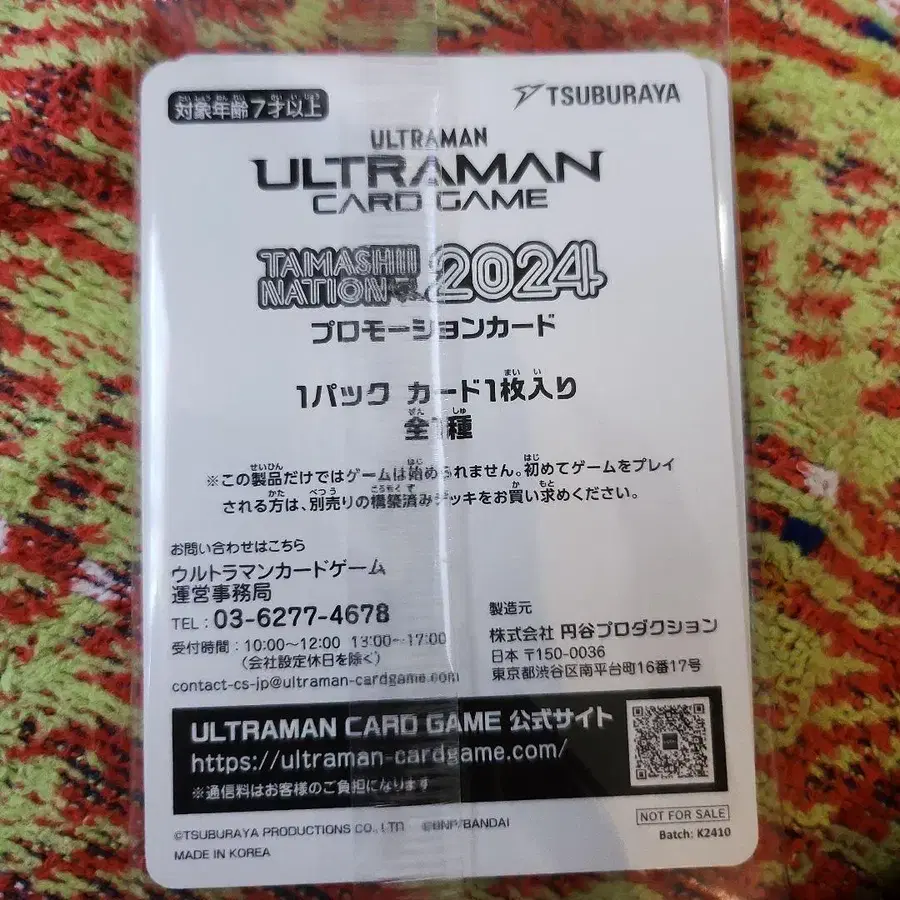 対象年齢7才以上
TSUBURAYA
ULTRAMAN
ULTRAMAN
CARD GAME
TAMASHII
NATION 2024
プロモーションカード
1パック カード1枚入り
全1種
※この製品だけではゲームは始められません。初めてゲームをプレイ
される方は、別売りの構築済みデッキをお買い求めください。
お問い合わせはこちら
ウルトラマンカードゲーム
運営事務局
TEL : 03-6277-4678
受付時間 : 10:00～12:00 13:00～17:00
(会社設定休日を除く)
contact-cs-jp@ultraman-cardgame.com
製造元
株式会社 円谷プロダクション
日本 〒150-0036
東京都渋谷区南平台町16番17号
ULTRAMAN CARD GAME 公式サイト
https://ultraman-cardgame.com/
※通信料はお客様のご負担になります
©TSUBURAYA PRODUCTIONS CO., LTD. ©BNP/BANDAI
MADE IN KOREA
NOT FOR SALE
Batch: K2410